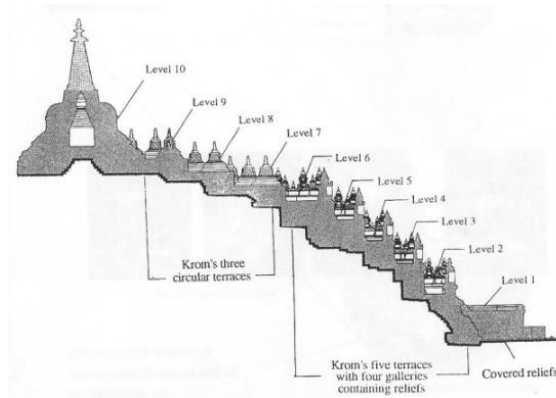 Level 10
Level 9
Level 8
Level 7
Level 6
Level 5
Level 4
Level 3
Level 2
Level 1
Krom's three
circular terraces
Krom's five terraces
with four galleries
containing reliefs
Covered reliefs